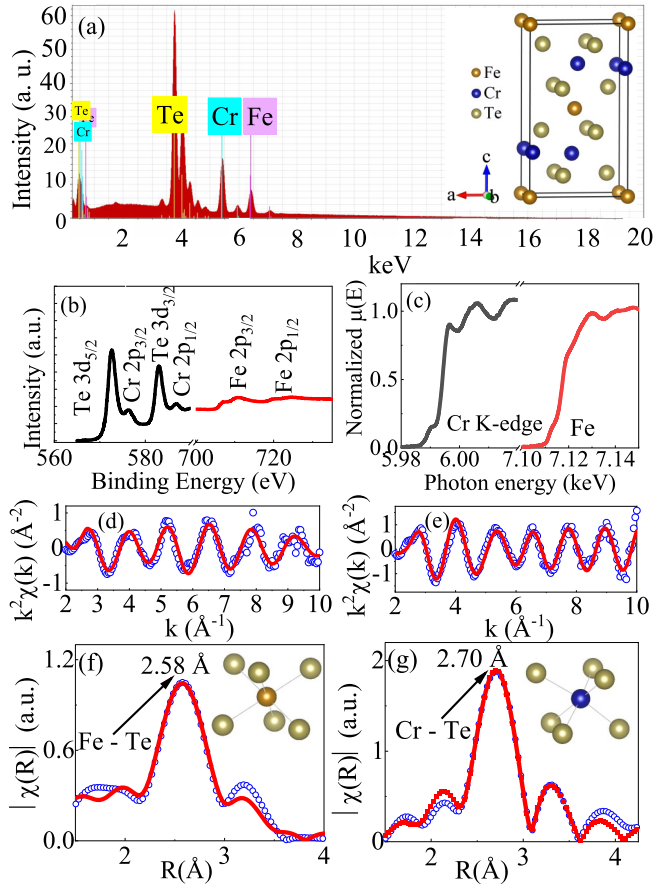 (a)
Intensity (a. u.)
60
50
40
30
20
10
0
Te
Cr
Te
Cr
Fe
2 4 6 8 10 12 14 16 18 20
keV
Fe
Cr
Te
c
a b
(b)
Intensity (a.u.)
Te 3d5/2
Cr 2p3/2
Te 3d3/2
Cr 2p1/2
Fe 2p3/2
Fe 2p1/2
560 580 700 720
Binding Energy (eV)
(c)
Normalized μ(E)
1.0
0.5
0.0
Cr K-edge
Fe
5.98 6.00 7.10 7.12 7.14
Photon energy (keV)
(d)
k²χ(k) (Å⁻²)
1
0
-1
2 3 4 5 6 7 8 9 10
k (Å⁻¹)
(e)
k²χ(k) (Å⁻²)
1
0
-1
2 4 6 8 10
k (Å⁻¹)
(f)
|χ(R)| (a.u.)
1.2
0.6
0.0
2.58 Å
Fe - Te
2 3 4
R(Å)
(g)
|χ(R)| (a.u.)
2
1
0
2.70 Å
Cr - Te
2 3 4
R(Å)